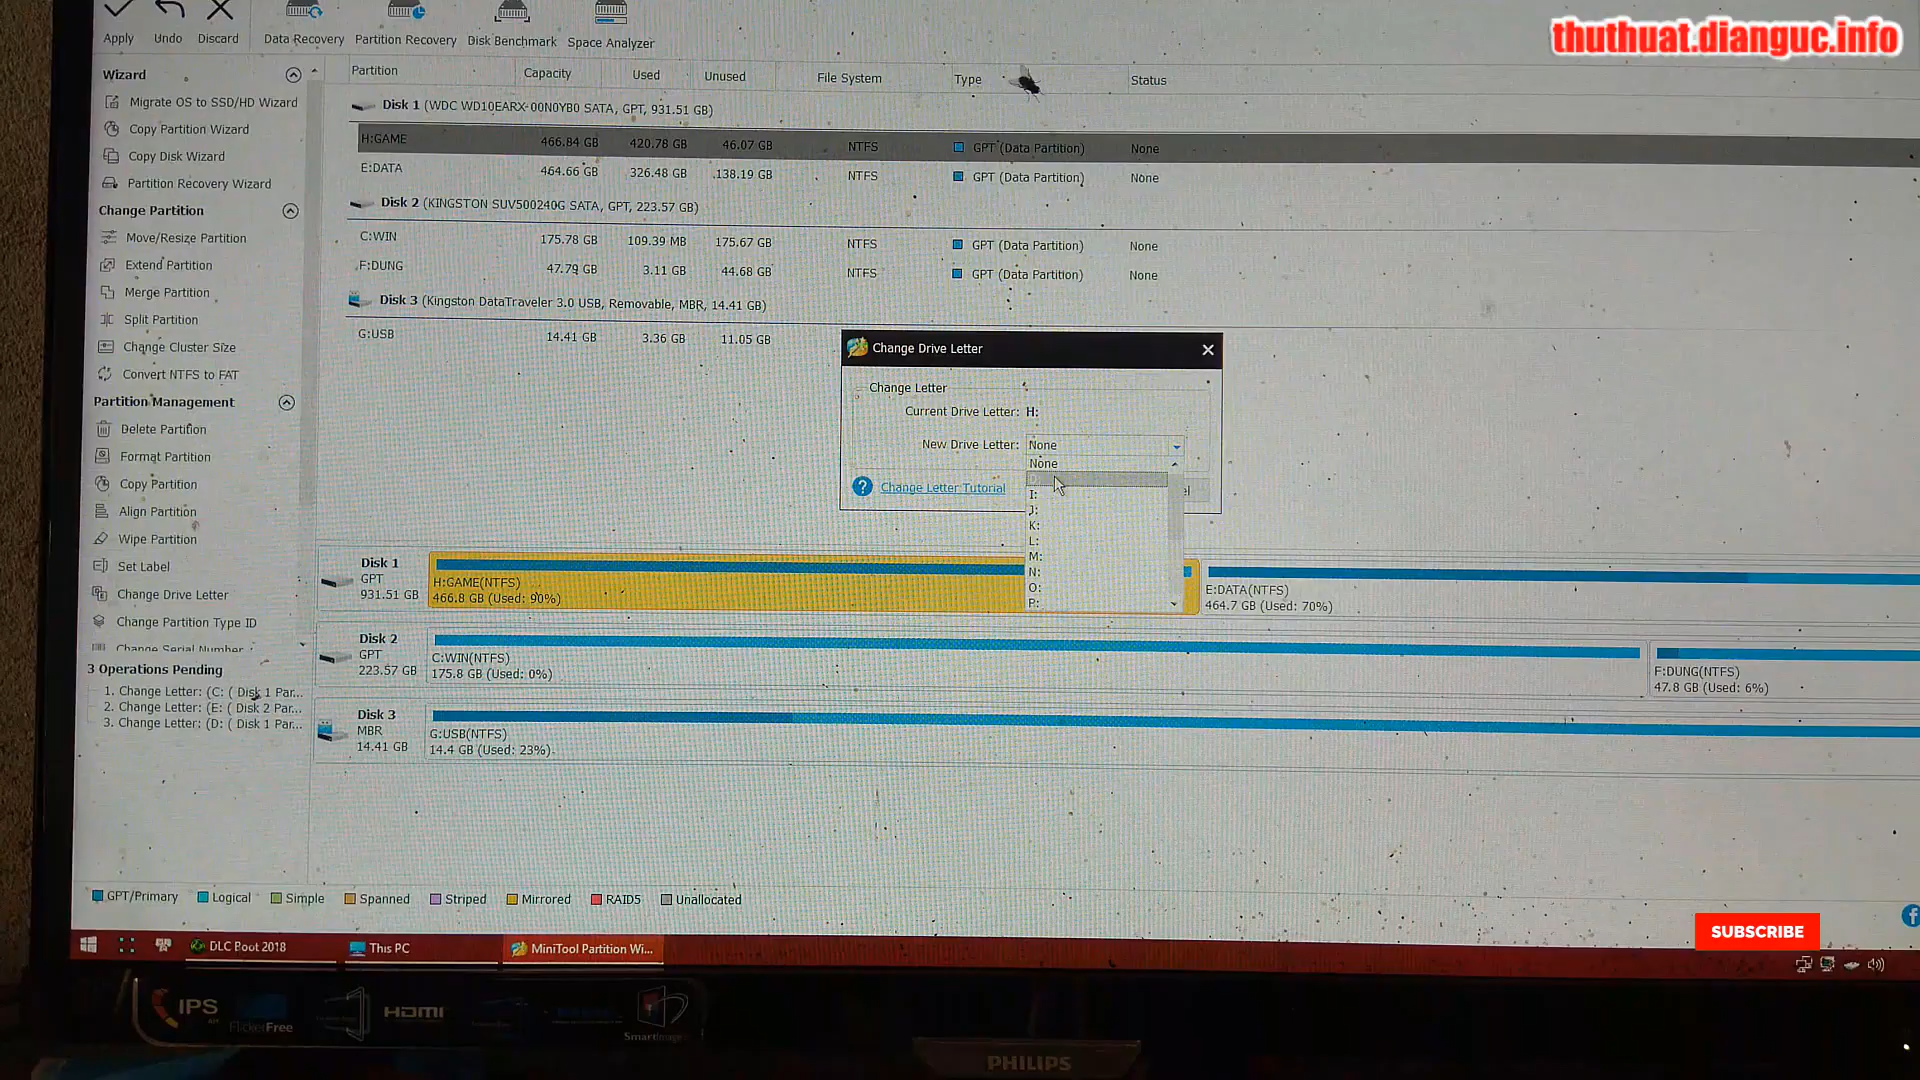 thuthuat.dianguc.info
Apply Undo Discard Data Recovery Partition Recovery Disk Benchmark Space Analyzer
Wizard
Migrate OS to SSD/HD Wizard
Copy Partition Wizard
Copy Disk Wizard
Partition Recovery Wizard
Change Partition
Move/Resize Partition
Extend Partition
Merge Partition
Split Partition
Change Cluster Size
Convert NTFS to FAT
Partition Management
Delete Partition
Format Partition
Copy Partition
Align Partition
Wipe Partition
Set Label
Change Drive Letter
Change Partition Type ID
Change Serial Number
3 Operations Pending
1. Change Letter: (C: ( Disk 1 Par...
2. Change Letter: (E: ( Disk 2 Par...
3. Change Letter: (D: ( Disk 1 Par...
Partition Capacity Used Unused File System Type Status
Disk 1 (WDC WD10EARX-00N0YB0 SATA, GPT, 931.51 GB)
H:GAME 466.84 GB 420.78 GB 46.07 GB NTFS GPT (Data Partition) None
E:DATA 464.66 GB 326.48 GB 138.19 GB NTFS GPT (Data Partition) None
Disk 2 (KINGSTON SUV500240G SATA, GPT, 223.57 GB)
C:WIN 175.78 GB 109.39 MB 175.67 GB NTFS GPT (Data Partition) None
F:DUNG 47.79 GB 3.11 GB 44.68 GB NTFS GPT (Data Partition) None
Disk 3 (Kingston DataTraveler 3.0 USB, Removable, MBR, 14.41 GB)
G:USB 14.41 GB 3.36 GB 11.05 GB
Change Drive Letter
Change Letter
Current Drive Letter: H:
New Drive Letter: None
None
I:
J:
K:
L:
M:
N:
O:
P:
Change Letter Tutorial
Disk 1
GPT
931.51 GB
H:GAME(NTFS)
466.8 GB (Used: 90%)
E:DATA(NTFS)
464.7 GB (Used: 70%)
Disk 2
GPT
223.57 GB
C:WIN(NTFS)
175.8 GB (Used: 0%)
F:DUNG(NTFS)
47.8 GB (Used: 6%)
Disk 3
MBR
14.41 GB
G:USB(NTFS)
14.4 GB (Used: 23%)
GPT/Primary Logical Simple Spanned Striped Mirrored RAID5 Unallocated
SUBSCRIBE
DLC Boot 2018 This PC MiniTool Partition Wi...
IPS
FlickerFree
HDMI
SmartImage
PHILIPS